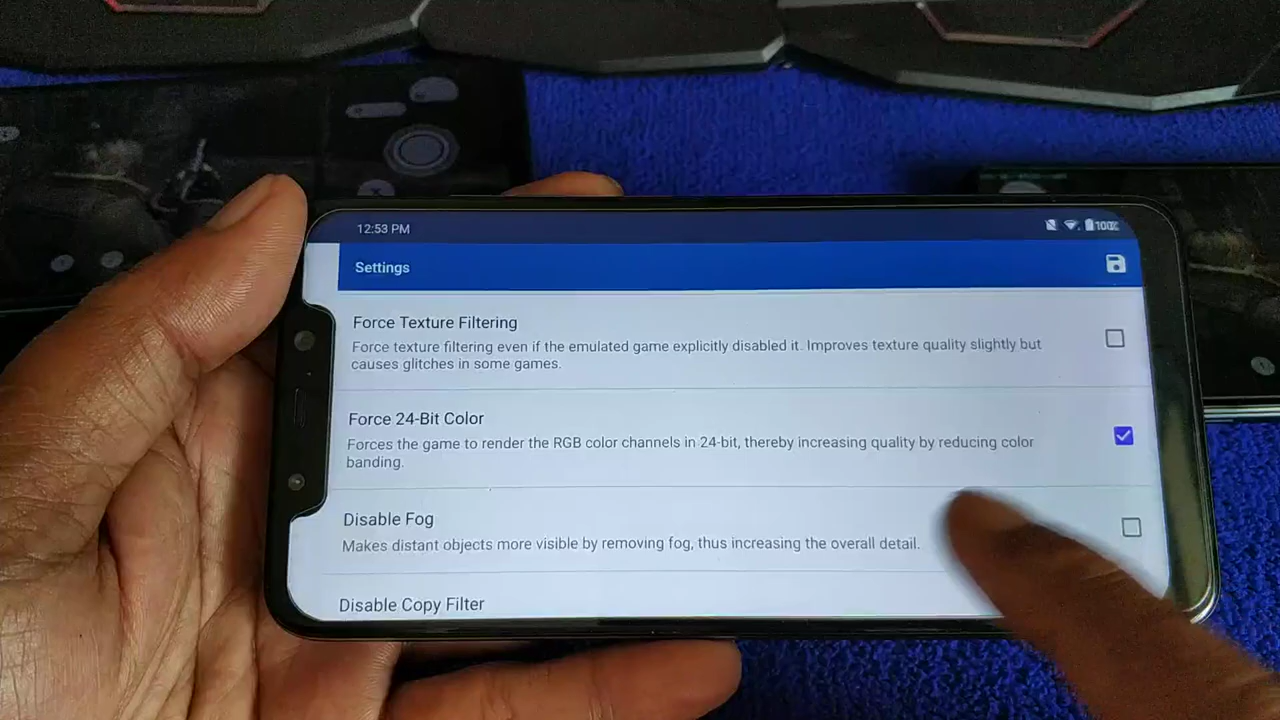 12:53 PM
100%
Settings
Force Texture Filtering
Force texture filtering even if the emulated game explicitly disabled it. Improves texture quality slightly but
causes glitches in some games.
Force 24-Bit Color
Forces the game to render the RGB color channels in 24-bit, thereby increasing quality by reducing color
banding.
Disable Fog
Makes distant objects more visible by removing fog, thus increasing the overall detail.
Disable Copy Filter